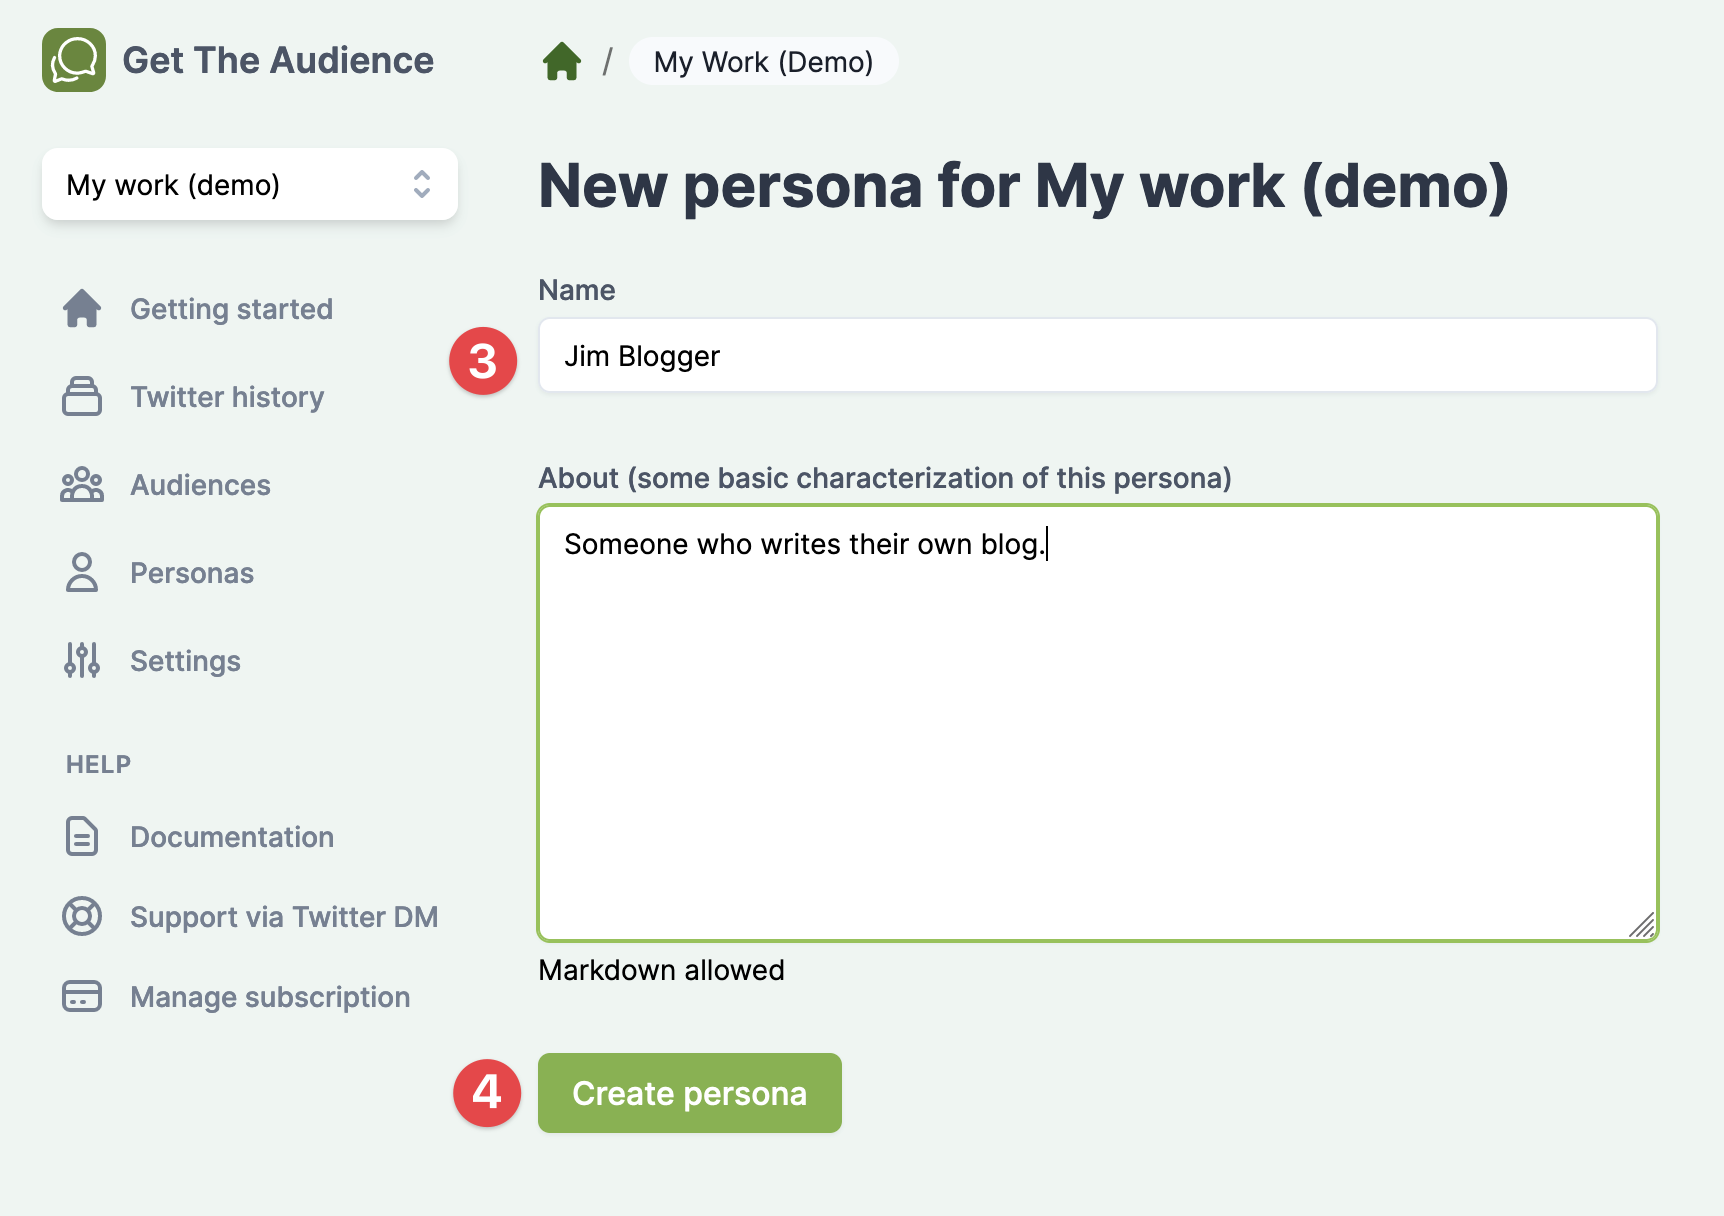 Get The Audience
/ My Work (Demo)
My work (demo)
Getting started
Twitter history
Audiences
Personas
Settings
HELP
Documentation
Support via Twitter DM
Manage subscription
New persona for My work (demo)
Name
3
Jim Blogger
About (some basic characterization of this persona)
Someone who writes their own blog.
Markdown allowed
4
Create persona